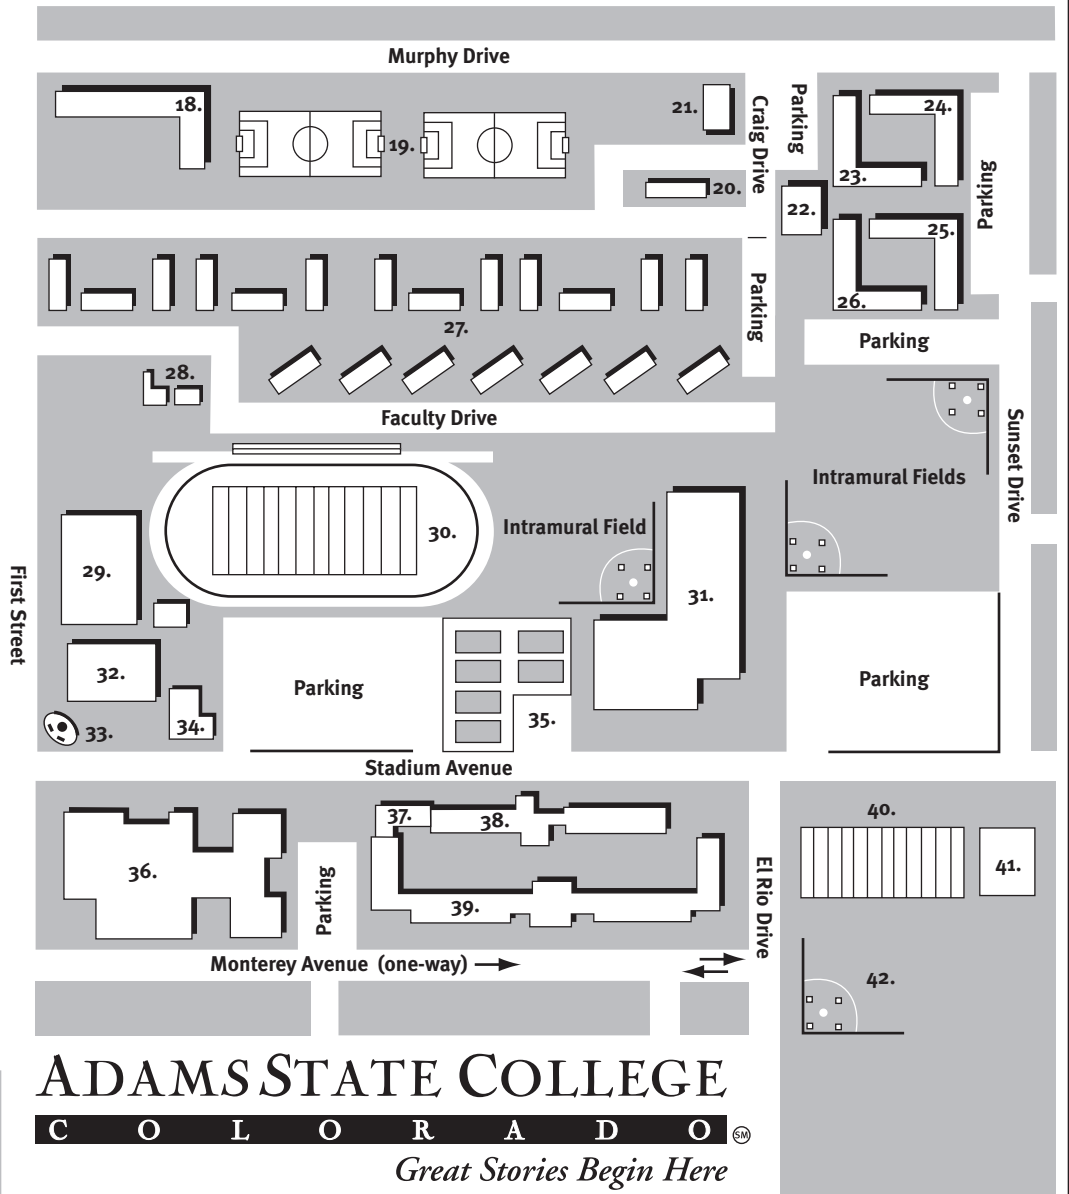 Murphy Drive
18.
19.
21.
20.
Craig Drive
Parking
22.
23.
24.
Parking
25.
26.
Parking
27.
Parking
28.
Faculty Drive
Sunset Drive
Intramural Fields
Intramural Field
30.
29.
31.
First Street
32.
33.
34.
Parking
35.
Parking
Stadium Avenue
36.
Parking
37.
38.
39.
El Rio Drive
40.
41.
42.
Monterey Avenue (one-way)
ADAMS STATE COLLEGE
COLORADO SM
Great Stories Begin Here